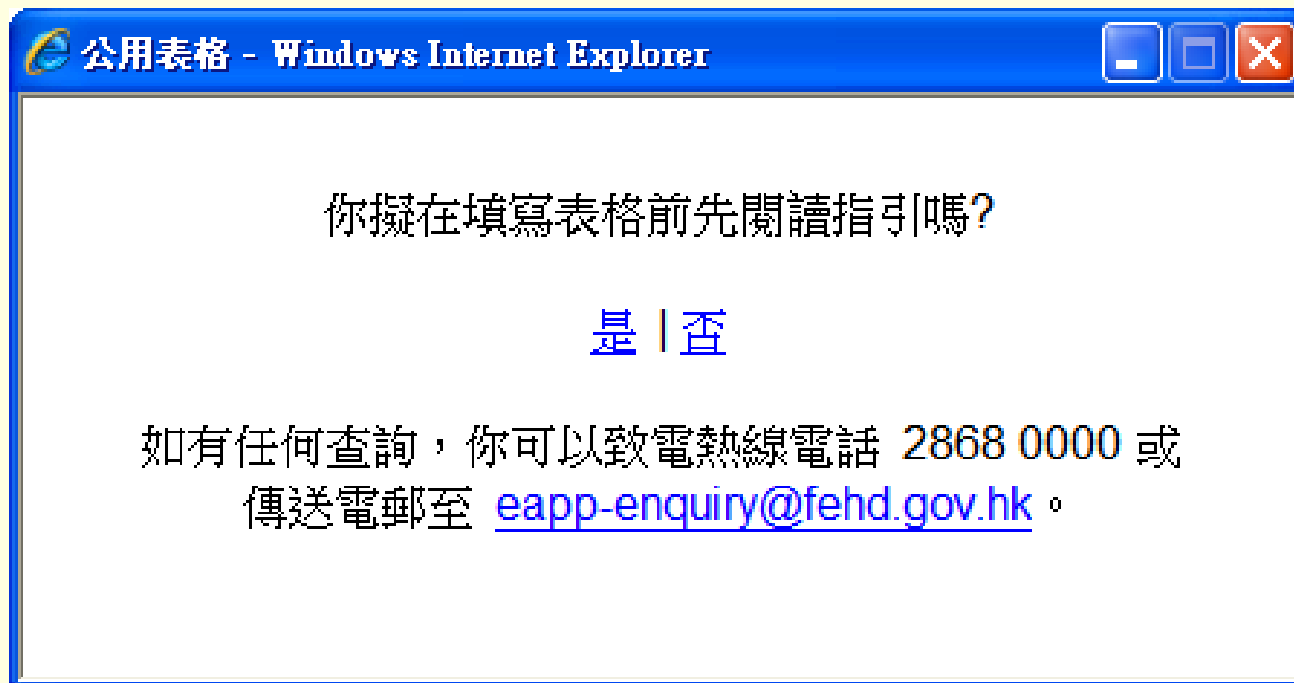 公用表格 - Windows Internet Explorer
你擬在填寫表格前先閱讀指引嗎?
是 | 否
如有任何查詢，你可以致電熱線電話 2868 0000 或
傳送電郵至 eapp-enquiry@fehd.gov.hk。